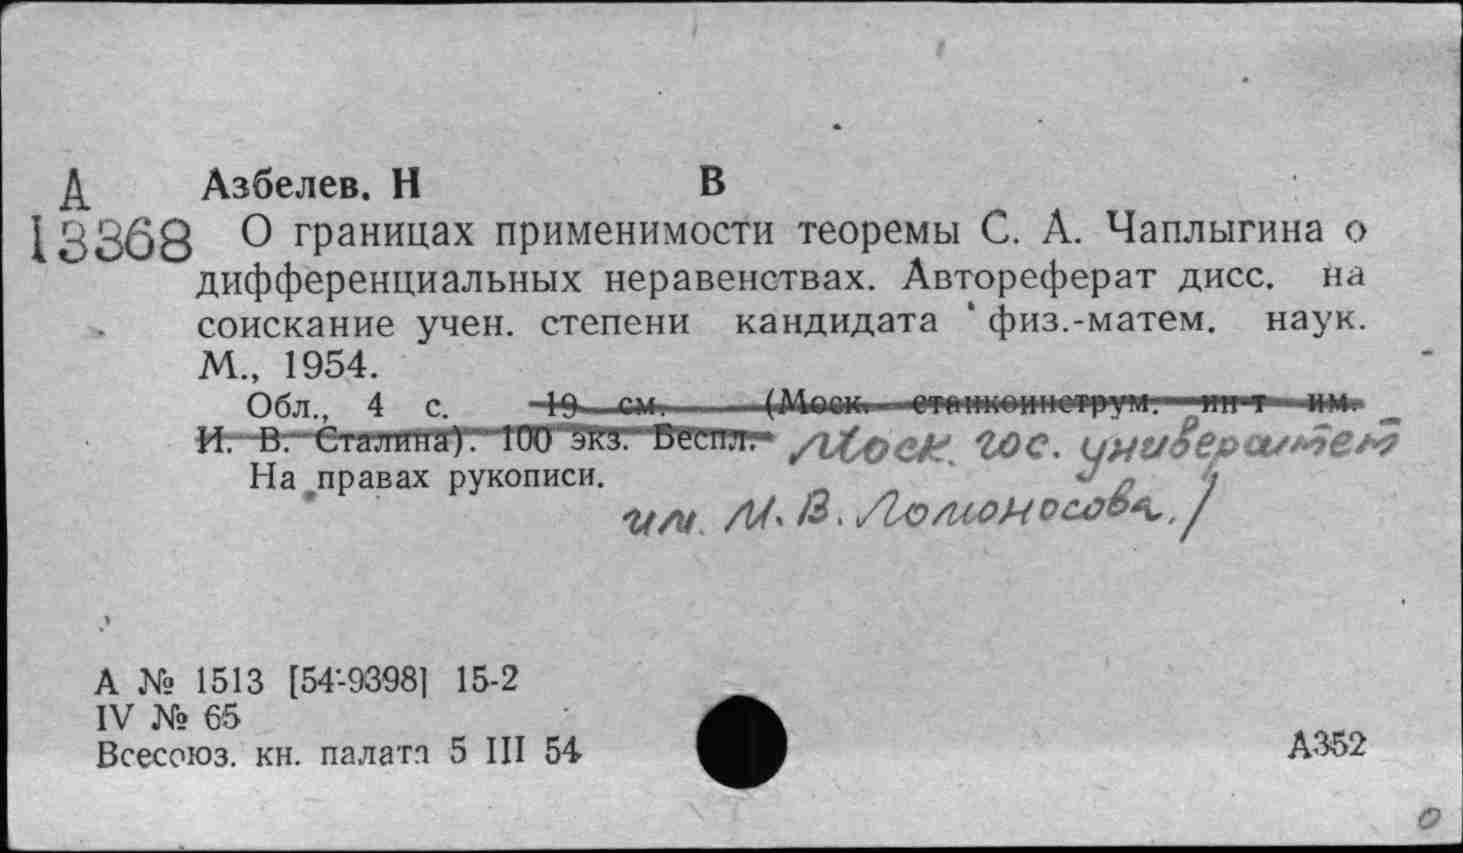 А Азбелев. Н В
13368 О границах применимости теоремы С. А. Чаплыгина о
дифференциальных неравенствах. Автореферат дисс. на
соискание учен. степени кандидата физ.-матем. наук.
М., 1954.
Обл., 4 с. 19 см. (Моск. станкоинструм. ин-т им.
И. В. Сталина). 100 экз. Беспл. /Моск. гос. университет
На правах рукописи.
им. М. В. Ломоносова./
А № 1513 [54-9398] 15-2
IV № 65
Всесоюз. кн. палата 5 III 54
А352